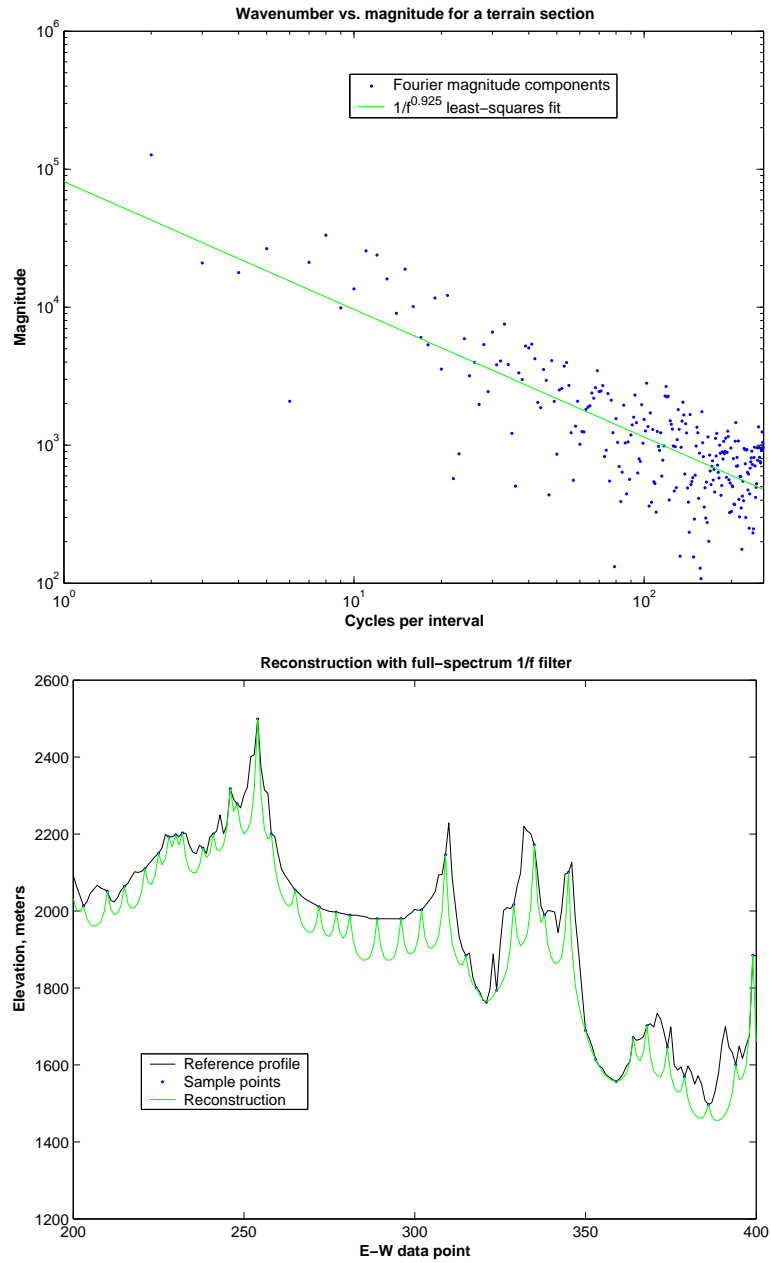 Wavenumber vs. magnitude for a terrain section
10^6
10^5
10^4
10^3
10^2
Magnitude
Fourier magnitude components
1/f^0.925 least−squares fit
10^0
10^1
10^2
Cycles per interval
Reconstruction with full−spectrum 1/f filter
2600
2400
2200
2000
1800
1600
1400
1200
Elevation, meters
Reference profile
Sample points
Reconstruction
200
250
300
350
400
E−W data point